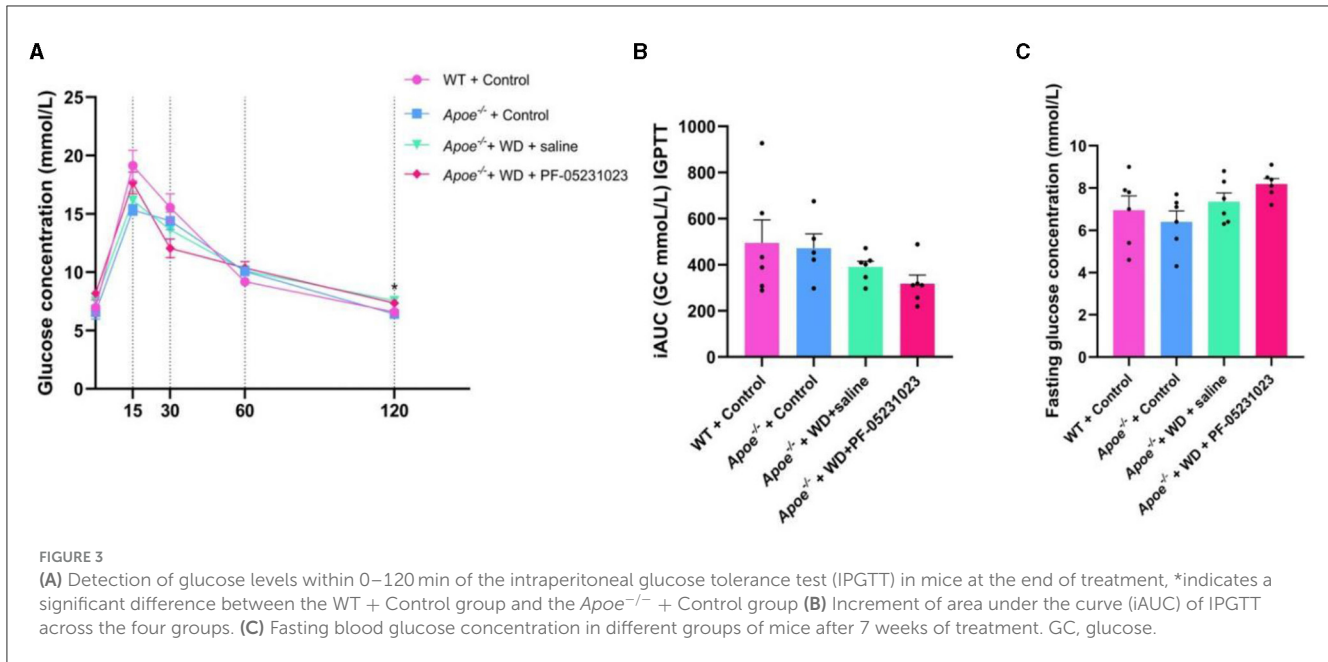 A
WT + Control
Apoe-/- + Control
Apoe-/-+ WD + saline
Apoe-/-+ WD + PF-05231023
Glucose concentration (mmol/L)
25
20
15
10
5
0
15 30 60 120
*
B
iAUC (GC mmoL/L) IGPTT
1000
800
600
400
200
0
WT + Control
Apoe-/- + Control
Apoe-/- + WD+saline
Apoe-/- + WD+PF-05231023
C
Fasting glucose concentration (mmol/L)
10
8
6
4
2
0
WT + Control
Apoe-/- + Control
Apoe-/- + WD + saline
Apoe-/- + WD + PF-05231023
FIGURE 3
(A) Detection of glucose levels within 0–120 min of the intraperitoneal glucose tolerance test (IPGTT) in mice at the end of treatment, *indicates a
significant difference between the WT + Control group and the Apoe−/− + Control group (B) Increment of area under the curve (iAUC) of IPGTT
across the four groups. (C) Fasting blood glucose concentration in different groups of mice after 7 weeks of treatment. GC, glucose.